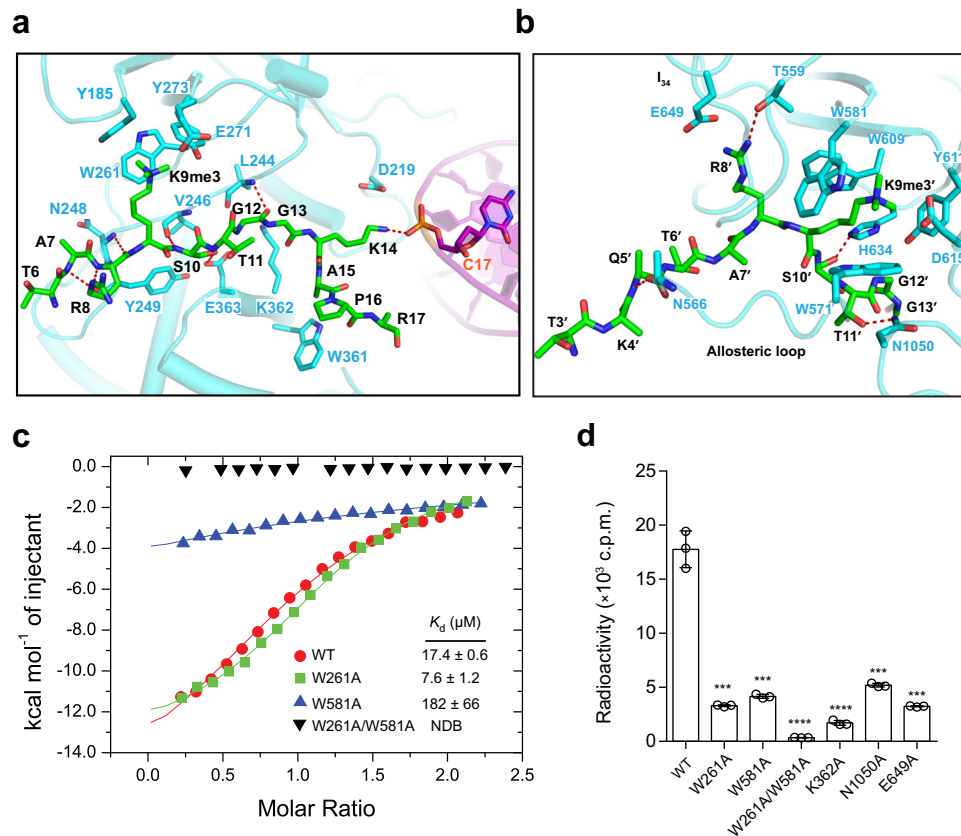 a
Y185
Y273
E271
W261
L244
D219
K9me3
V246
N248
G12
G13
A7
K14
S10
T11
C17
T6
A15
R8
Y249
E363
K362
P16
R17
W361
b
I34
T559
E649
W581
W609
R8′
Y611
K9me3′
T6′
H634
Q5′
A7′
S10′
D615
N566
W571
G12′
G13′
T3′
K4′
T11′
Allosteric loop
N1050
c
0.0
-2.0
-4.0
-6.0
-8.0
-10.0
-12.0
-14.0
kcal mol-1 of injectant
Kd (µM)
WT 17.4 ± 0.6
W261A 7.6 ± 1.2
W581A 182 ± 66
W261A/W581A NDB
0.0 0.5 1.0 1.5 2.0 2.5
Molar Ratio
d
25
20
15
10
5
0
Radioactivity (×10³ c.p.m.)
***
***
****
****
***
***
WT
W261A
W581A
W261A/W581A
K362A
N1050A
E649A